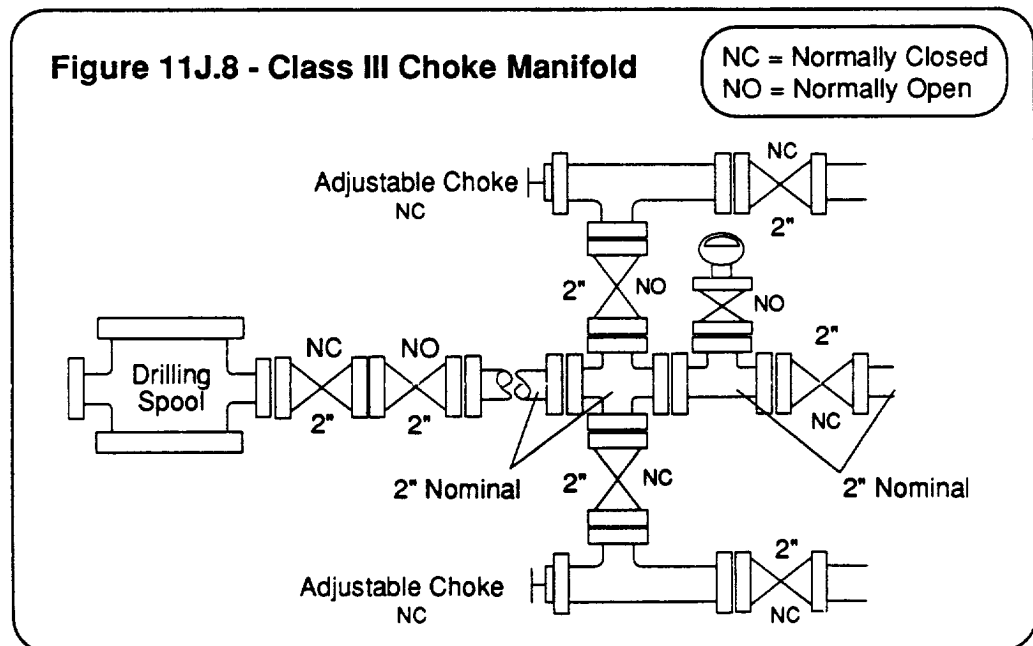 Figure 11J.8 - Class III Choke Manifold
NC = Normally Closed
NO = Normally Open
Adjustable Choke
NC
NC
2"
2"
NO
NO
Drilling
Spool
NC
2"
NO
2"
2"
NC
2" Nominal
2"
NC
2" Nominal
Adjustable Choke
NC
2"
NC